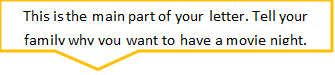 This is the main part of your letter. Tell your
family why you want to have a movie night.